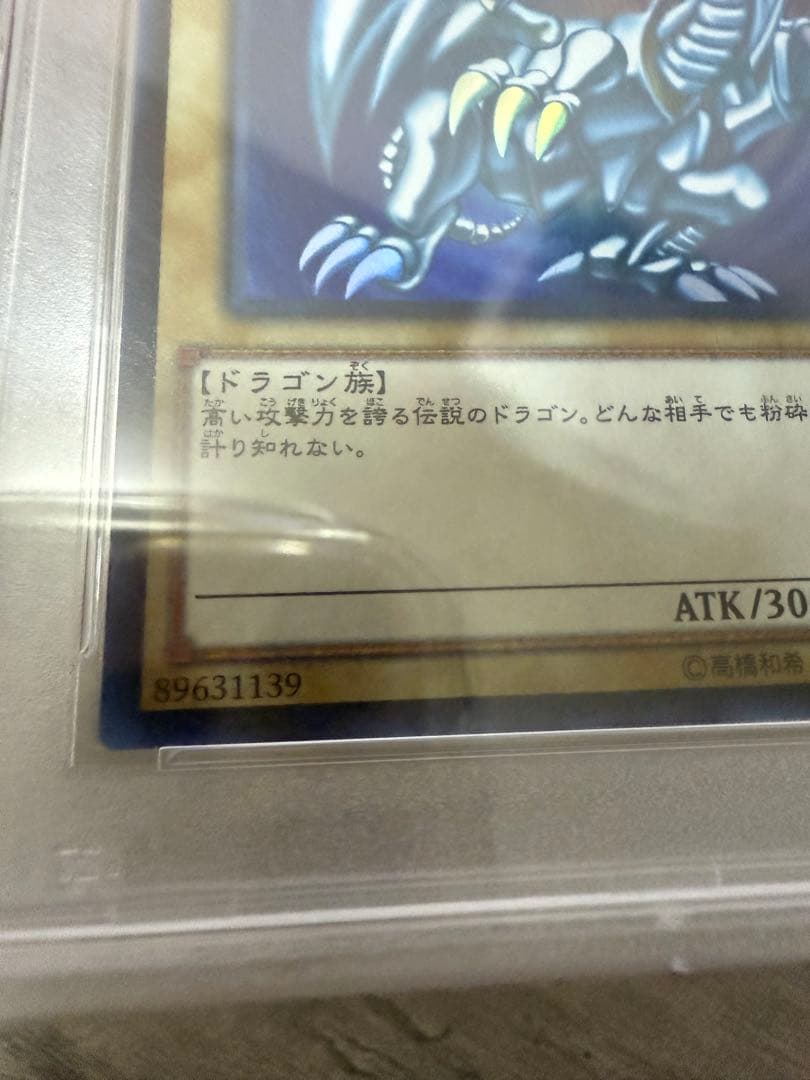 【ドラゴン族】
高い攻撃力を誇る伝説のドラゴン。どんな相手でも粉砕
計り知れない。
ATK/30
89631139
©高橋和希